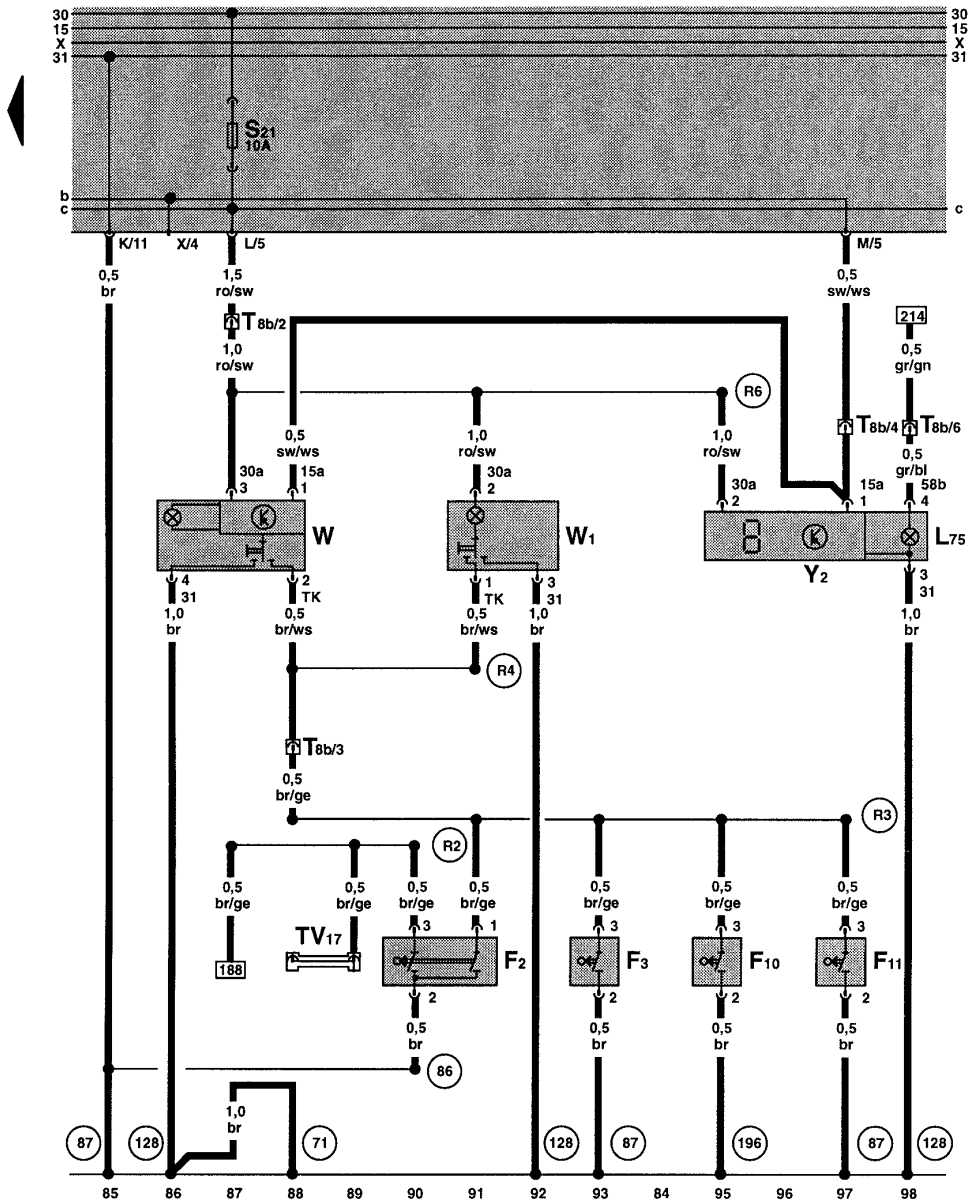 30 30
15 15
X X
31 31
S21
10A
b
c c
K/11 X/4 L/5 M/5
0,5
br
1,5
ro/sw
0,5
sw/ws
214
T8b/2
1,0
ro/sw
0,5
gr/gn
R6
0,5
sw/ws
1,0
ro/sw
1,0
ro/sw
T8b/4 T8b/6
0,5
gr/bl
30a 15a 30a 30a 15a 58b
3 1 2 2 1 4
W W1 L75
Y2
4 2 1 3 3
31 TK TK 31 31
1,0
br
0,5
br/ws
0,5
br/ws
1,0
br
1,0
br
R4
T8b/3
0,5
br/ge
R3
R2
0,5
br/ge
0,5
br/ge
0,5
br/ge
0,5
br/ge
0,5
br/ge
0,5
br/ge
0,5
br/ge
TV17
3 1 3 3 3
188 F2 F3 F10 F11
2 2 2 2
0,5
br
0,5
br
0,5
br
0,5
br
86
1,0
br
87 128 71 128 87 196 87 128
85 86 87 88 89 90 91 92 93 84 95 96 97 98